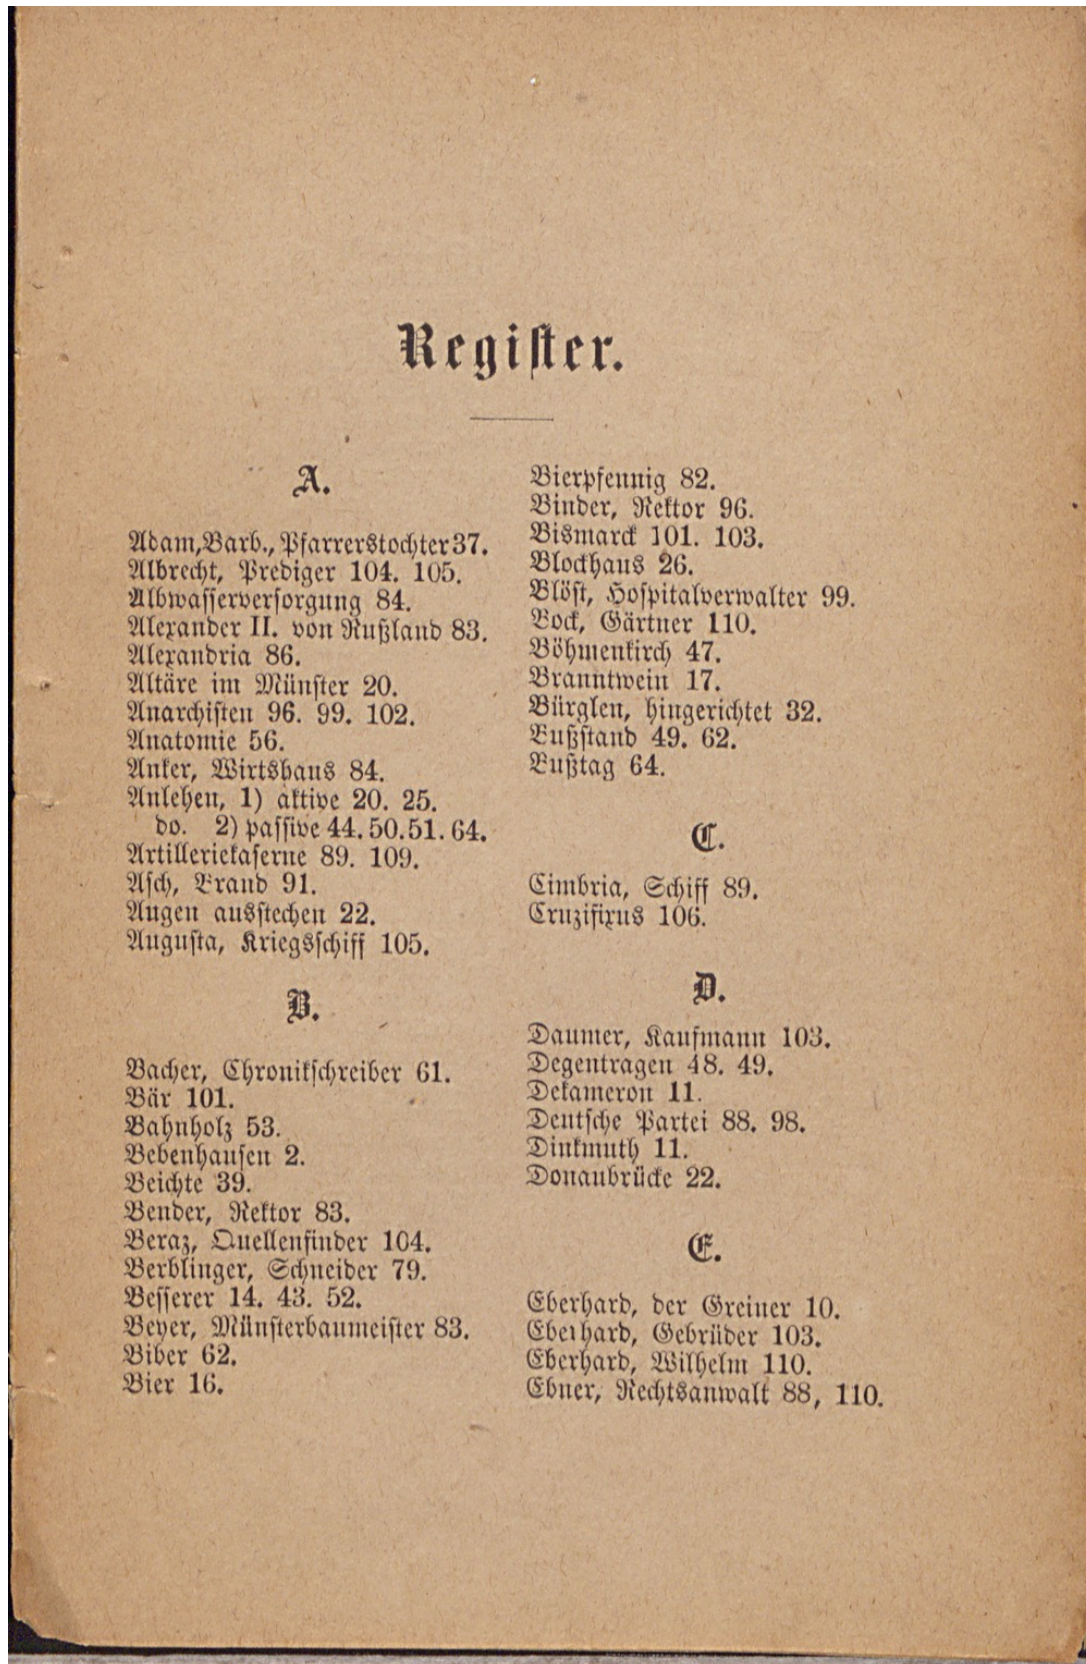 Register.
A.
Adam, Barb., Pfarrerstochter 37.
Albrecht, Prediger 104. 105.
Albwasserversorgung 84.
Alexander II. von Rußland 83.
Alexandria 86.
Altäre im Münster 20.
Anarchisten 96. 99. 102.
Anatomie 56.
Anker, Wirtshaus 84.
Anlehen, 1) aktive 20. 25.
do. 2) passive 44. 50. 51. 64.
Artilleriekaserne 89. 109.
Asch, Brand 91.
Augen ausstechen 22.
Augusta, Kriegsschiff 105.
B.
Bacher, Chronikschreiber 61.
Bär 101.
Bahnholz 53.
Bebenhausen 2.
Beichte 39.
Bender, Rektor 83.
Beraz, Quellenfinder 104.
Berblinger, Schneider 79.
Besserer 14. 43. 52.
Beyer, Münsterbaumeister 83.
Biber 62.
Bier 16.
Bierpfennig 82.
Binder, Rektor 96.
Bismarck 101. 103.
Blockhaus 26.
Blöst, Hospitalverwalter 99.
Bock, Gärtner 110.
Böhmenkirch 47.
Branntwein 17.
Bürglen, hingerichtet 32.
Bußstand 49. 62.
Bußtag 64.
C.
Cimbria, Schiff 89.
Cruzifixus 106.
D.
Daumer, Kaufmann 103.
Degentragen 48. 49.
Dekameron 11.
Deutsche Partei 88. 98.
Dinkmuth 11.
Donaubrücke 22.
E.
Eberhard, der Greiner 10.
Eberhard, Gebrüder 103.
Eberhard, Wilhelm 110.
Ebner, Rechtsanwalt 88, 110.